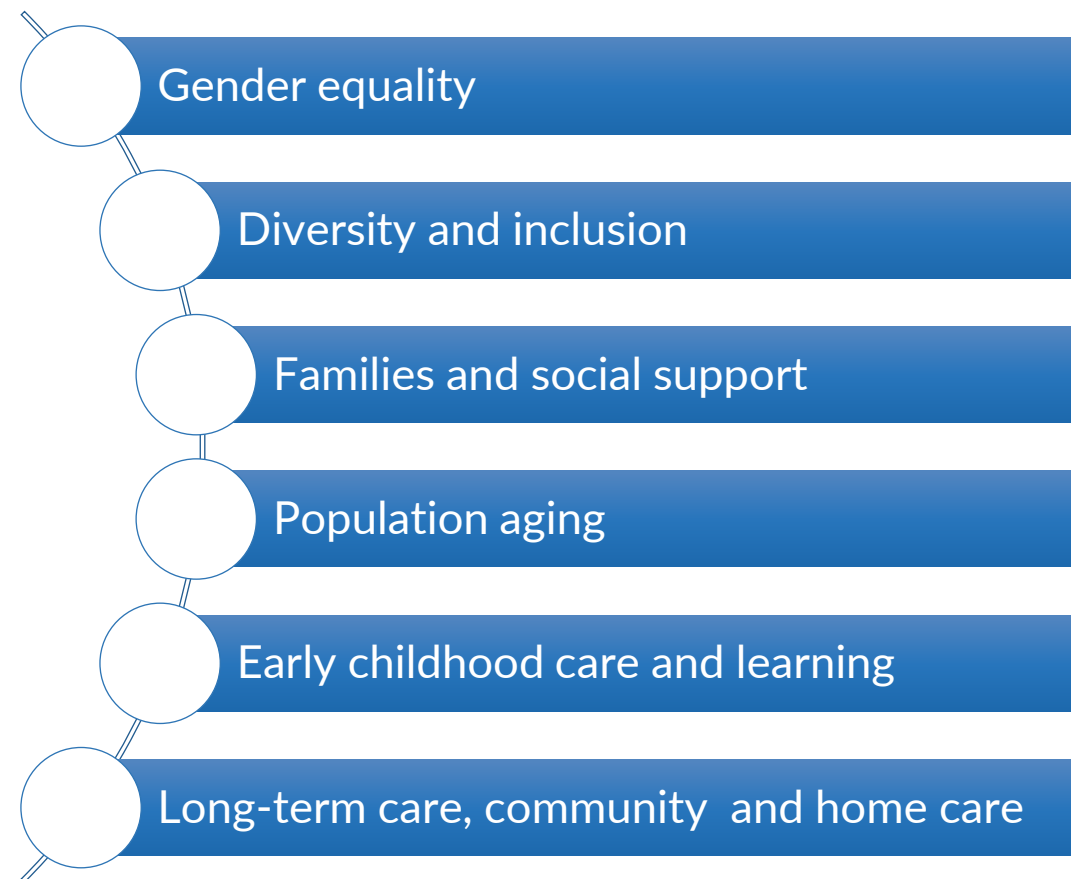 Gender equality
Diversity and inclusion
Families and social support
Population aging
Early childhood care and learning
Long-term care, community  and home care